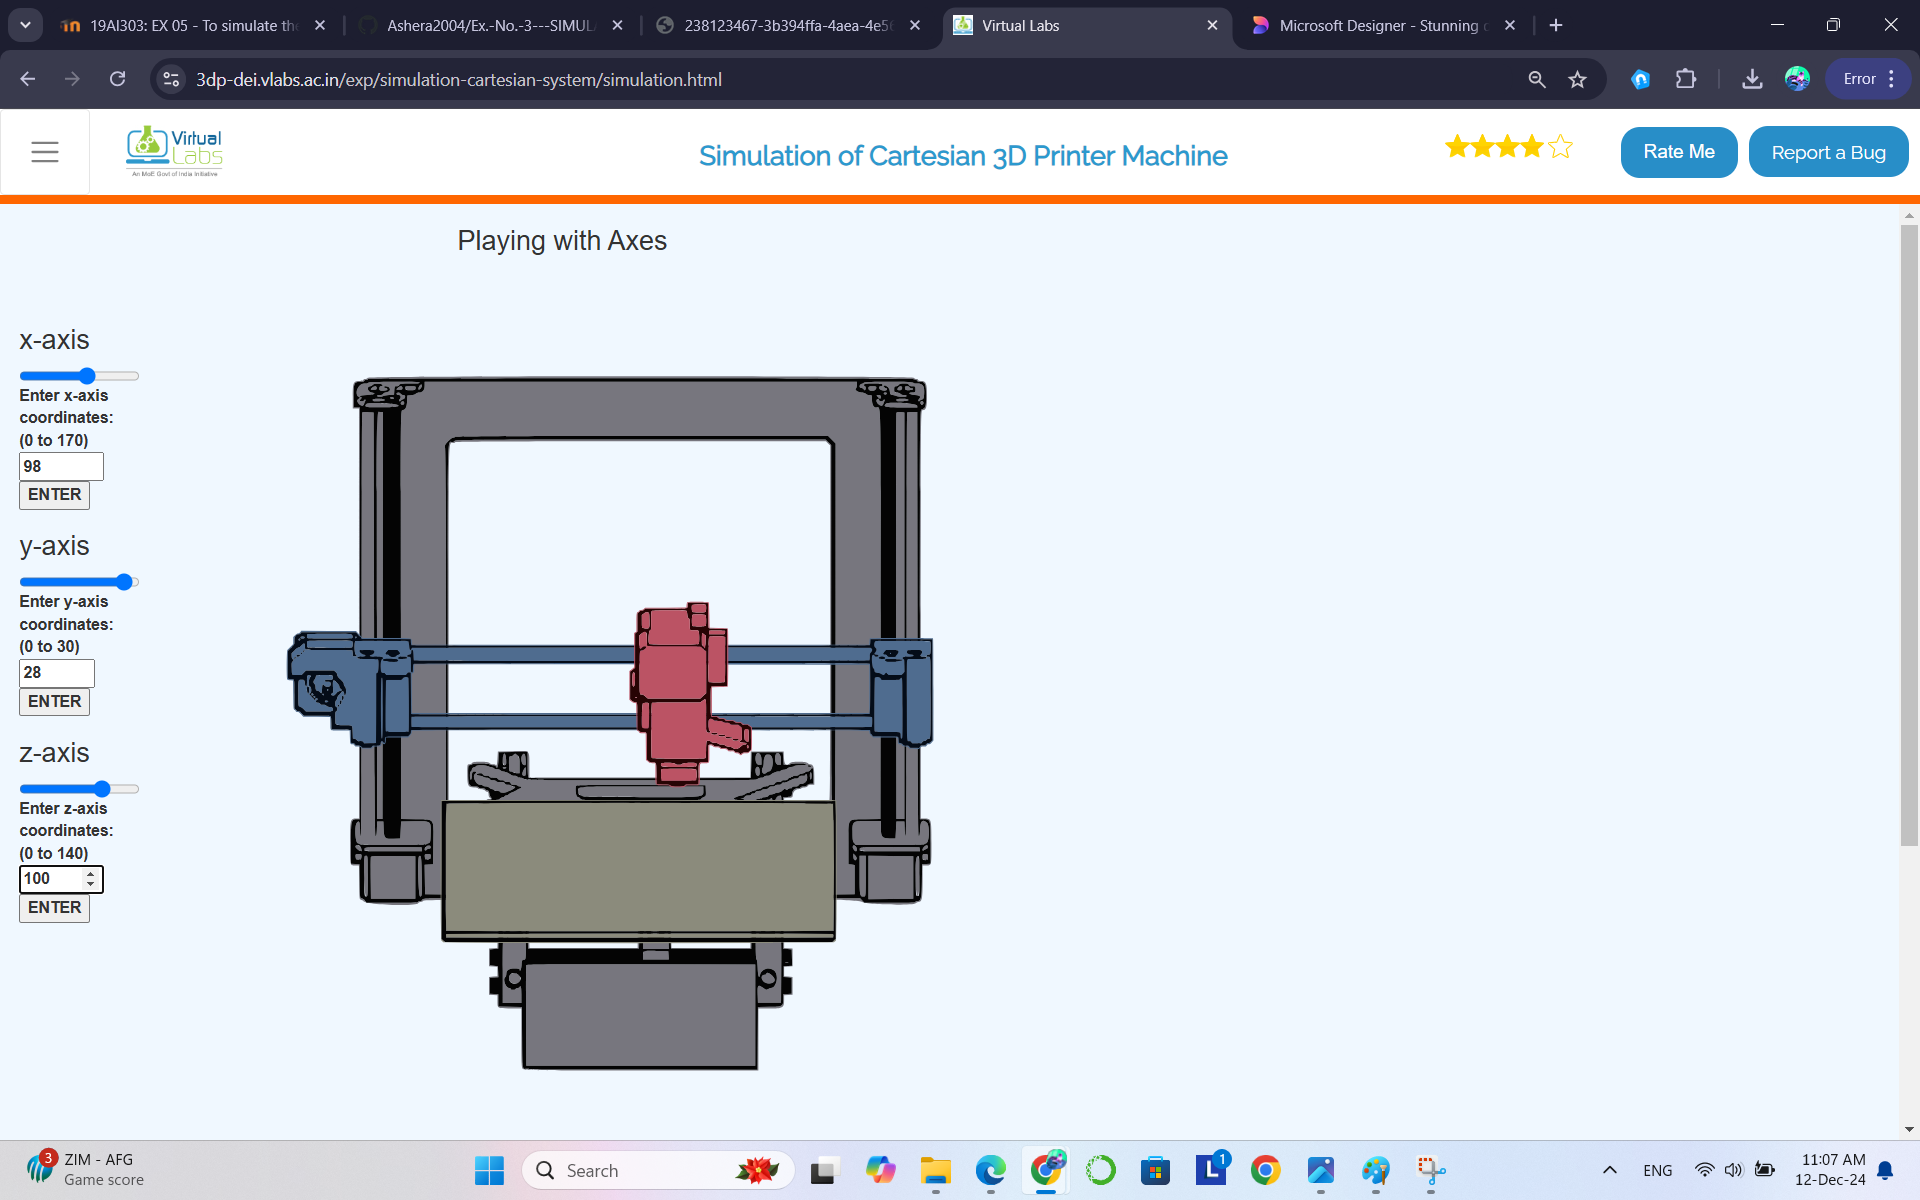 19AI303: EX 05 - To simulate the
Ashera2004/Ex.-No.-3---SIMUL
238123467-3b394ffa-4aea-4e5
Virtual Labs
Microsoft Designer - Stunning
3dp-dei.vlabs.ac.in/exp/simulation-cartesian-system/simulation.html
Error
Virtual
Labs
An MoE Govt of India Initiative
Simulation of Cartesian 3D Printer Machine
Rate Me
Report a Bug
Playing with Axes
x-axis
Enter x-axis
coordinates:
(0 to 170)
98
ENTER
y-axis
Enter y-axis
coordinates:
(0 to 30)
28
ENTER
z-axis
Enter z-axis
coordinates:
(0 to 140)
100
ENTER
3
ZIM - AFG
Game score
Search
L
1
ENG
11:07 AM
12-Dec-24